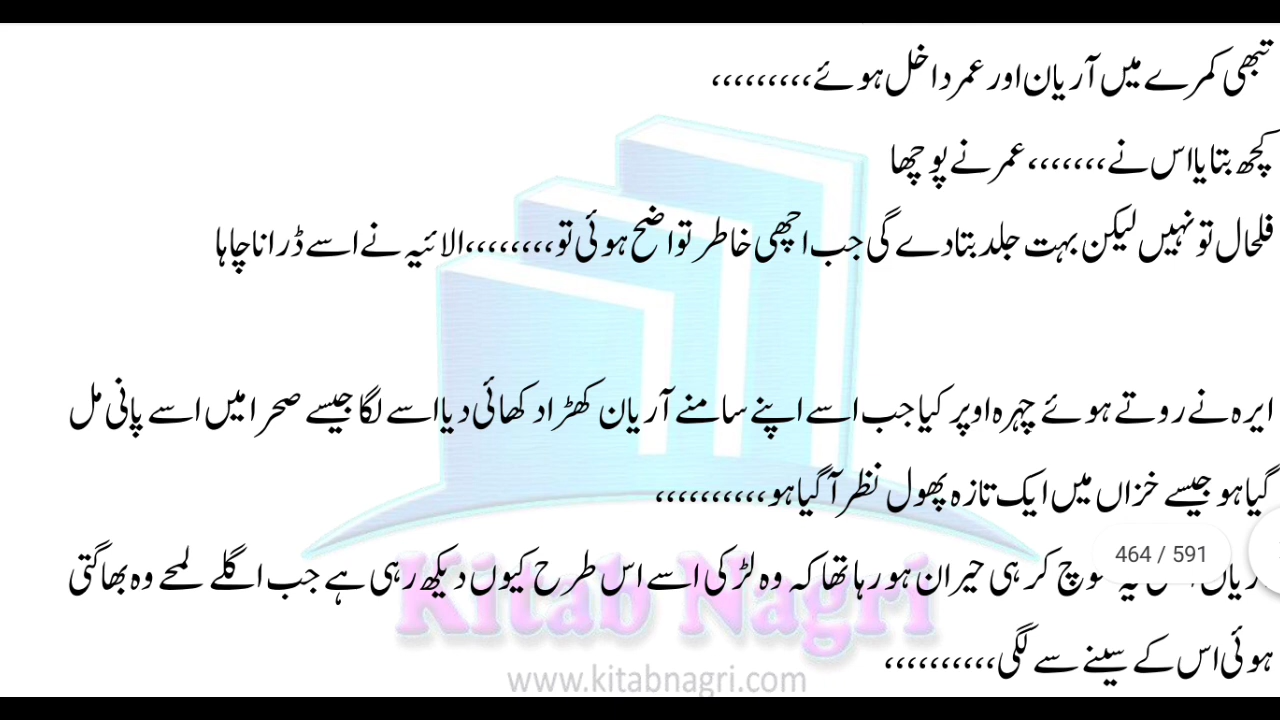 تبھی کمرے میں آریان اور عمر داخل ہوئے،،،،،،،،،
کچھ بتایا اس نے،،،،،،،عمر نے پوچھا
فلحال تو نہیں لیکن بہت جلد بتا دے گی جب اچھی خاطر تواضح ہوئی تو،،،،،،،،الائیہ نے اسے ڈرانا چاہا
ایرہ نے روتے ہوئے چہرہ اوپر کیا جب اسے اپنے سامنے آریان کھڑا دکھائی دیا اسے لگا جیسے صحرا میں اسے پانی مل
گیا ہو جیسے خزاں میں ایک تازہ پھول نظر آ گیا ہو،،،،،،،،،،
464 / 591
یہ سوچ کر ہی حیران ہو رہا تھا کہ وہ لڑکی اسے اس طرح کیوں دیکھ رہی ہے جب اگلے لمحے وہ بھاگتی
ہوئی اس کے سینے سے لگی،،،،،،،،،،
Kitab Nagri
www.kitabnagri.com